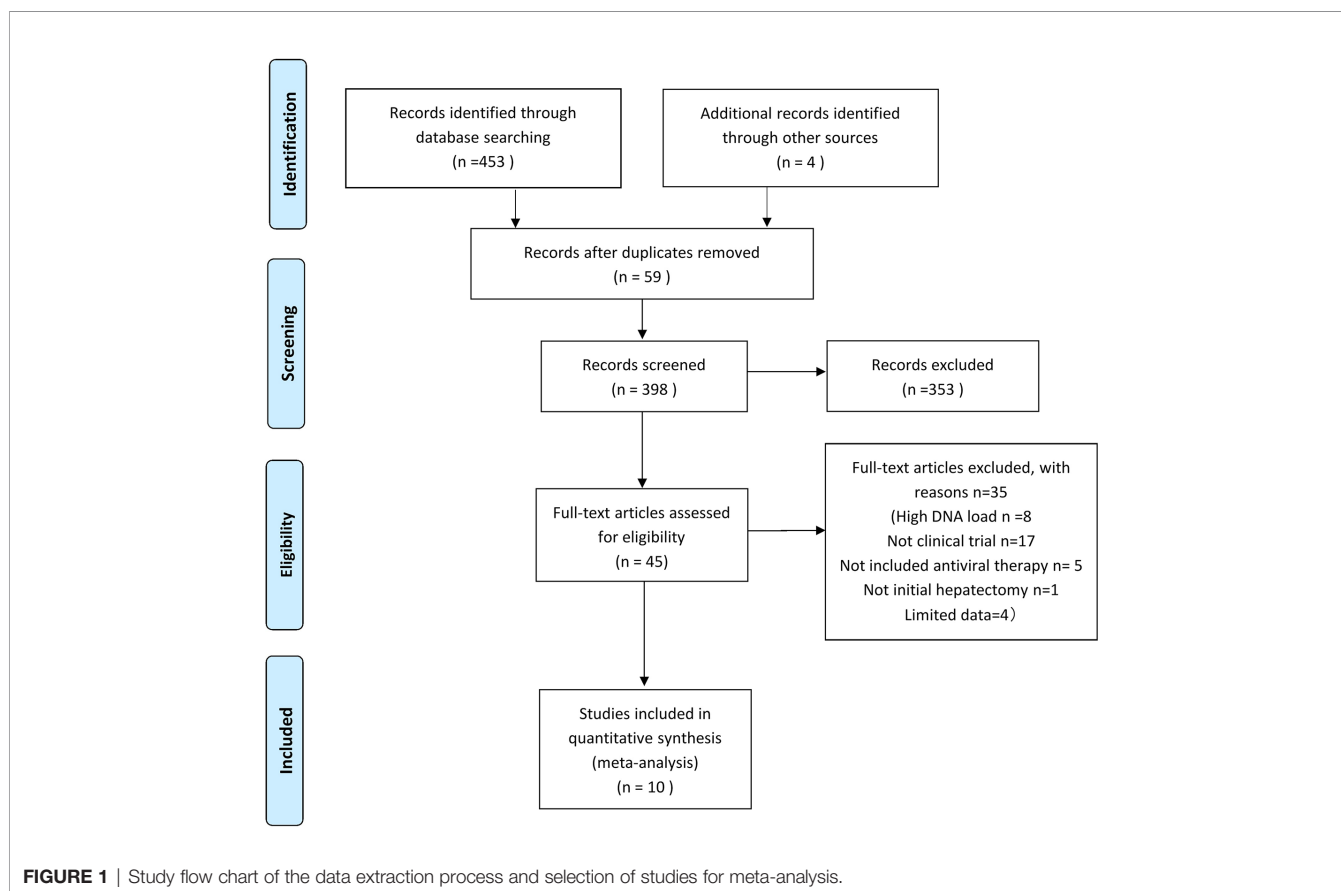 Identification
Records identified through
database searching
(n =453 )
Additional records identified
through other sources
(n = 4 )
Records after duplicates removed
(n = 59 )
Screening
Records screened
(n = 398 )
Records excluded
(n =353 )
Eligibility
Full-text articles assessed
for eligibility
(n = 45)
Full-text articles excluded, with
reasons n=35
(High DNA load n =8
Not clinical trial n=17
Not included antiviral therapy n= 5
Not initial hepatectomy n=1
Limited data=4）
Included
Studies included in
quantitative synthesis
(meta-analysis)
(n = 10 )
FIGURE 1 | Study flow chart of the data extraction process and selection of studies for meta-analysis.